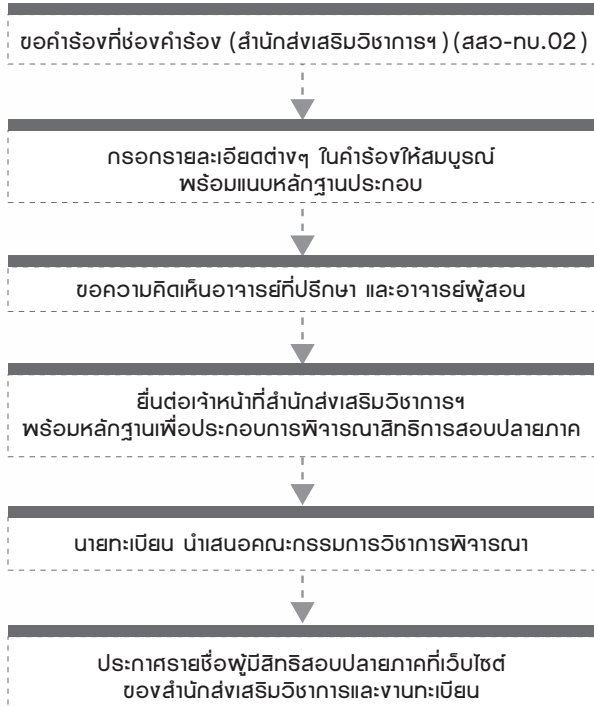 ขอคำร้องที่ช่องคำร้อง (สำนักส่งเสริมวิชาการฯ) (สสว-ทบ.02)
กรอกรายละเอียดต่างๆ ในคำร้องให้สมบูรณ์
พร้อมแนบหลักฐานประกอบ
ขอความคิดเห็นอาจารย์ที่ปรึกษา และอาจารย์ผู้สอน
ยื่นต่อเจ้าหน้าที่สำนักส่งเสริมวิชาการฯ
พร้อมหลักฐานเพื่อประกอบการพิจารณาสิทธิการสอบปลายภาค
นายทะเบียน นำเสนอคณะกรรมการวิชาการพิจารณา
ประกาศรายชื่อผู้มีสิทธิสอบปลายภาคที่เว็บไซต์
ของสำนักส่งเสริมวิชาการและงานทะเบียน